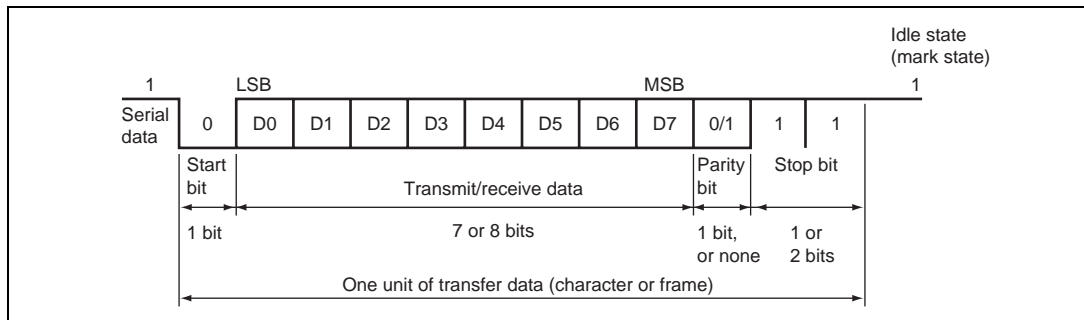 Idle state
(mark state)
1 LSB MSB 1
Serial
data
0 D0 D1 D2 D3 D4 D5 D6 D7 0/1 1 1
Start
bit
Transmit/receive data
Parity
bit
Stop bit
1 bit
7 or 8 bits
1 bit,
or none
1 or
2 bits
One unit of transfer data (character or frame)